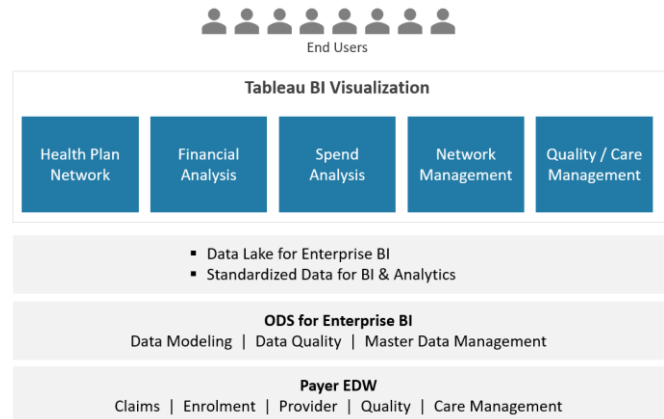 End Users
Tableau BI Visualization
Health Plan
Network
Financial
Analysis
Spend
Analysis
Network
Management
Quality / Care
Management
▪ Data Lake for Enterprise BI
▪ Standardized Data for BI & Analytics
ODS for Enterprise BI
Data Modeling | Data Quality | Master Data Management
Payer EDW
Claims | Enrolment | Provider | Quality | Care Management